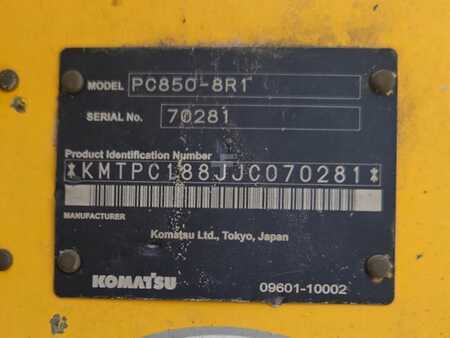 MODEL PC850-8R1
SERIAL No. 70281
Product Identification Number
*KMTPC188JJC070281*
MANUFACTURER
Komatsu Ltd., Tokyo, Japan
KOMATSU 09601-10002